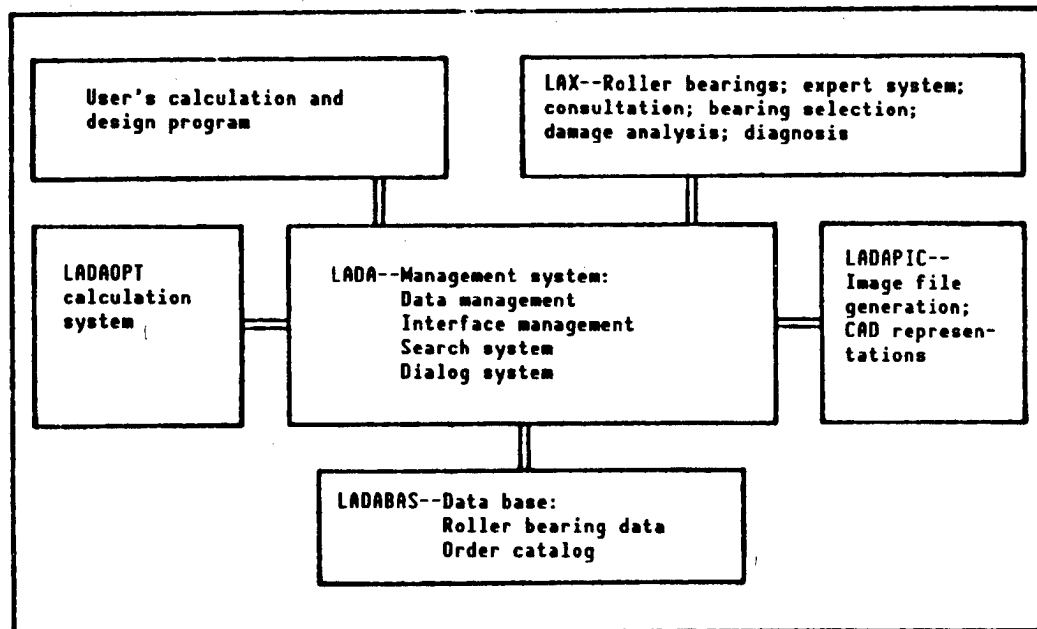 User's calculation and
design program
LAX--Roller bearings; expert system;
consultation; bearing selection;
damage analysis; diagnosis
LADAOPT
calculation
system
LADA--Management system:
Data management
Interface management
Search system
Dialog system
LADAPIC--
Image file
generation;
CAD represen-
tations
LADABAS--Data base:
Roller bearing data
Order catalog